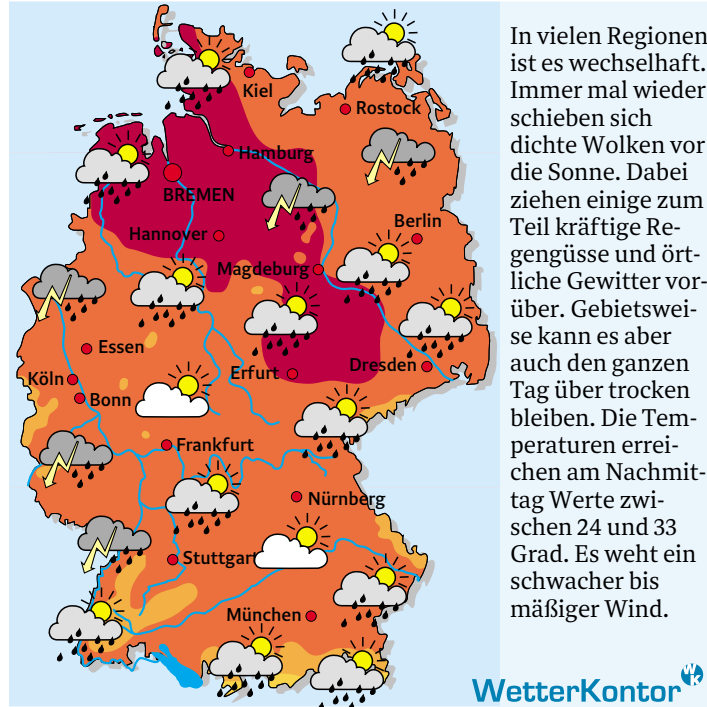 Kiel
Rostock
Hamburg
BREMEN
Berlin
Hannover
Magdeburg
Essen
Dresden
Erfurt
Köln
Bonn
Frankfurt
Nürnberg
Stuttgart
München
In vielen Regionen
ist es wechselhaft.
Immer mal wieder
schieben sich
dichte Wolken vor
die Sonne. Dabei
ziehen einige zum
Teil kräftige Re-
gengüsse und ört-
liche Gewitter vor-
über. Gebietswei-
se kann es aber
auch den ganzen
Tag über trocken
bleiben. Die Tem-
peraturen errei-
chen am Nachmit-
tag Werte zwi-
schen 24 und 33
Grad. Es weht ein
schwacher bis
mäßiger Wind.
WetterKontor WK